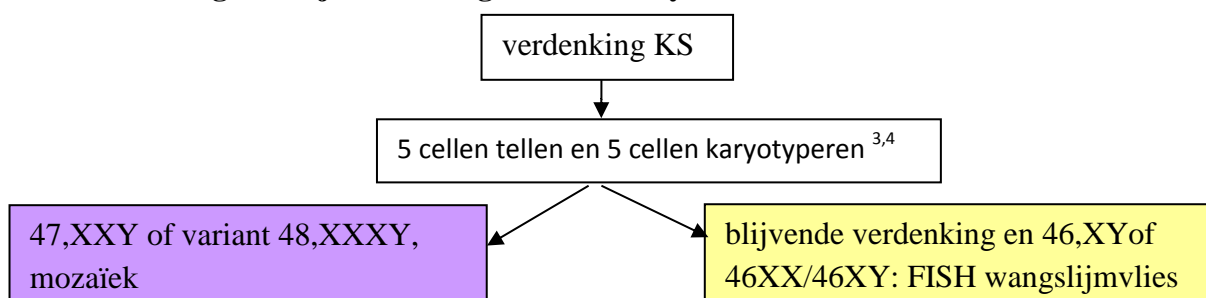 verdenking KS
5 cellen tellen en 5 cellen karyotyperen 3,4
47,XXY of variant 48,XXXY,
mozaïek
blijvende verdenking en 46,XYof
46XX/46XY: FISH wangslijmvlies